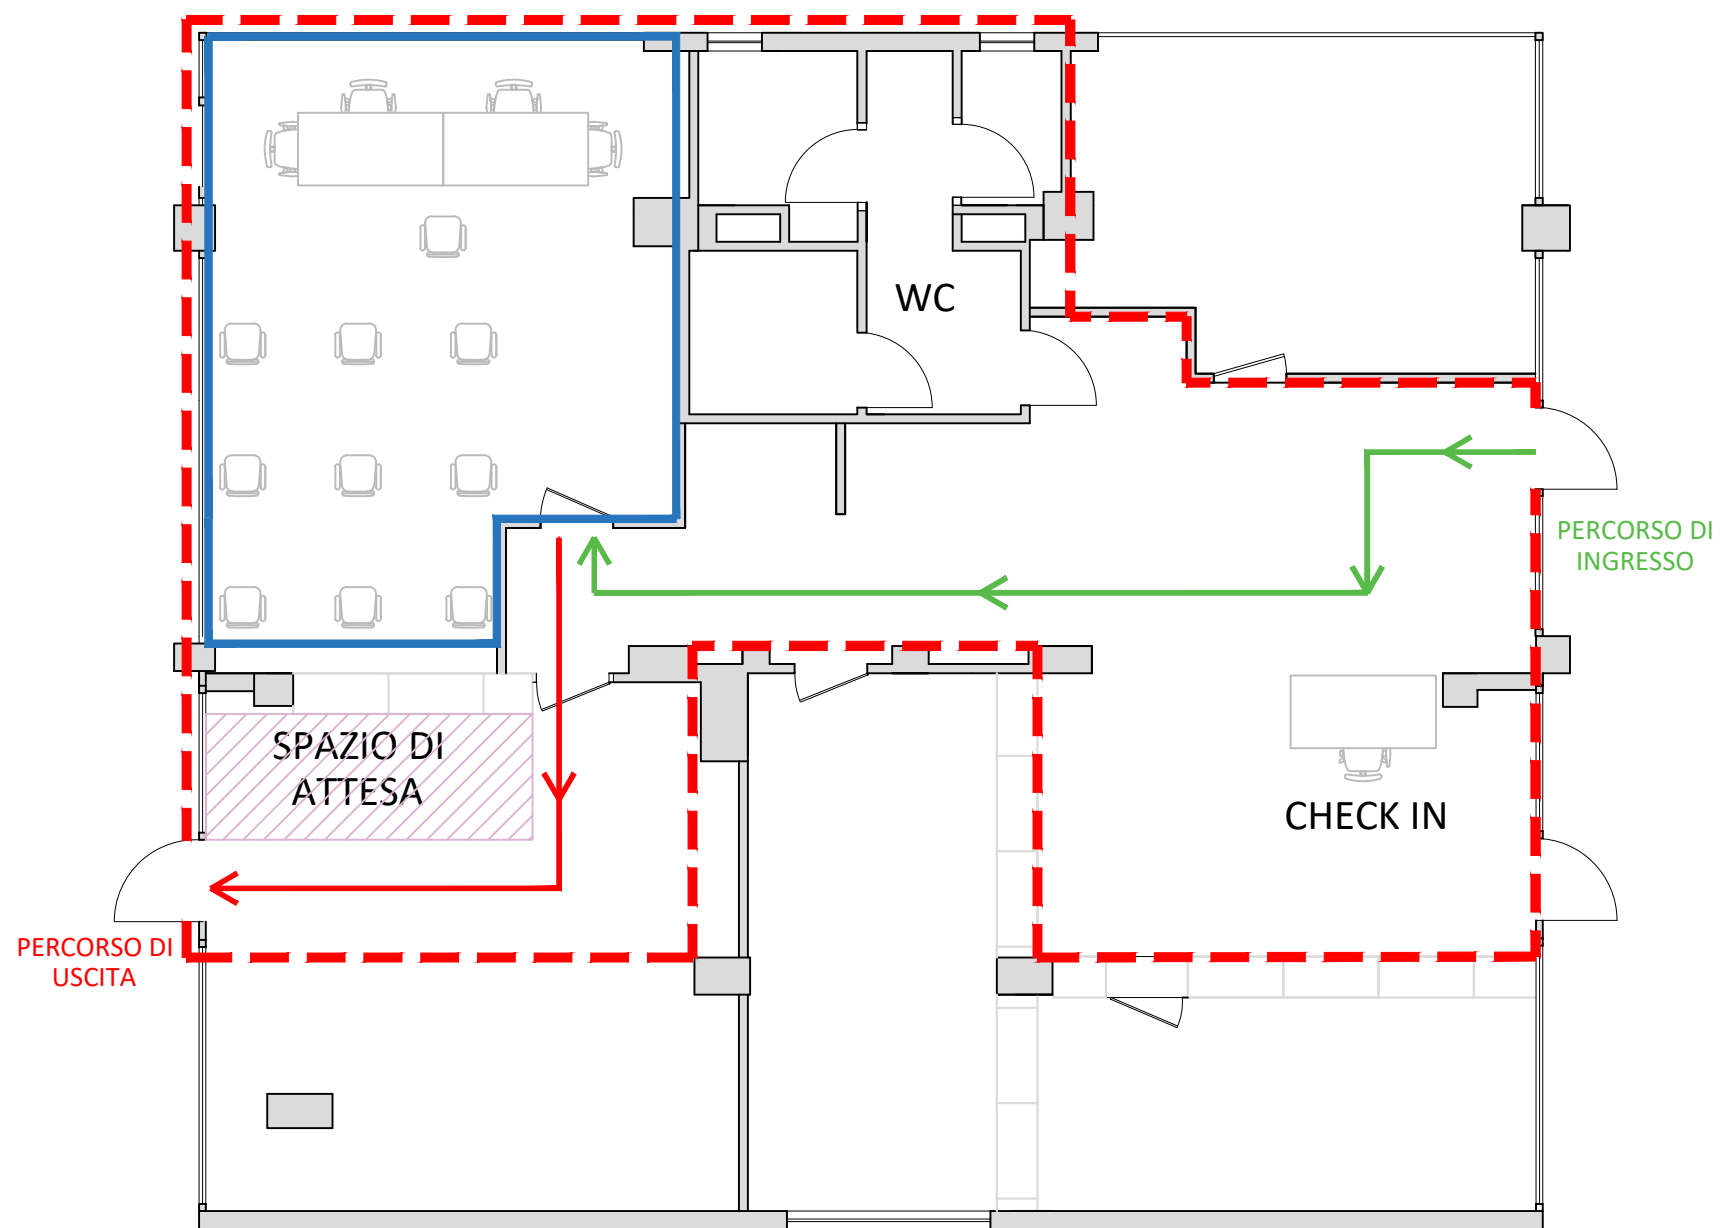 WC
PERCORSO DI
INGRESSO
SPAZIO DI
ATTESA
CHECK IN
PERCORSO DI
USCITA